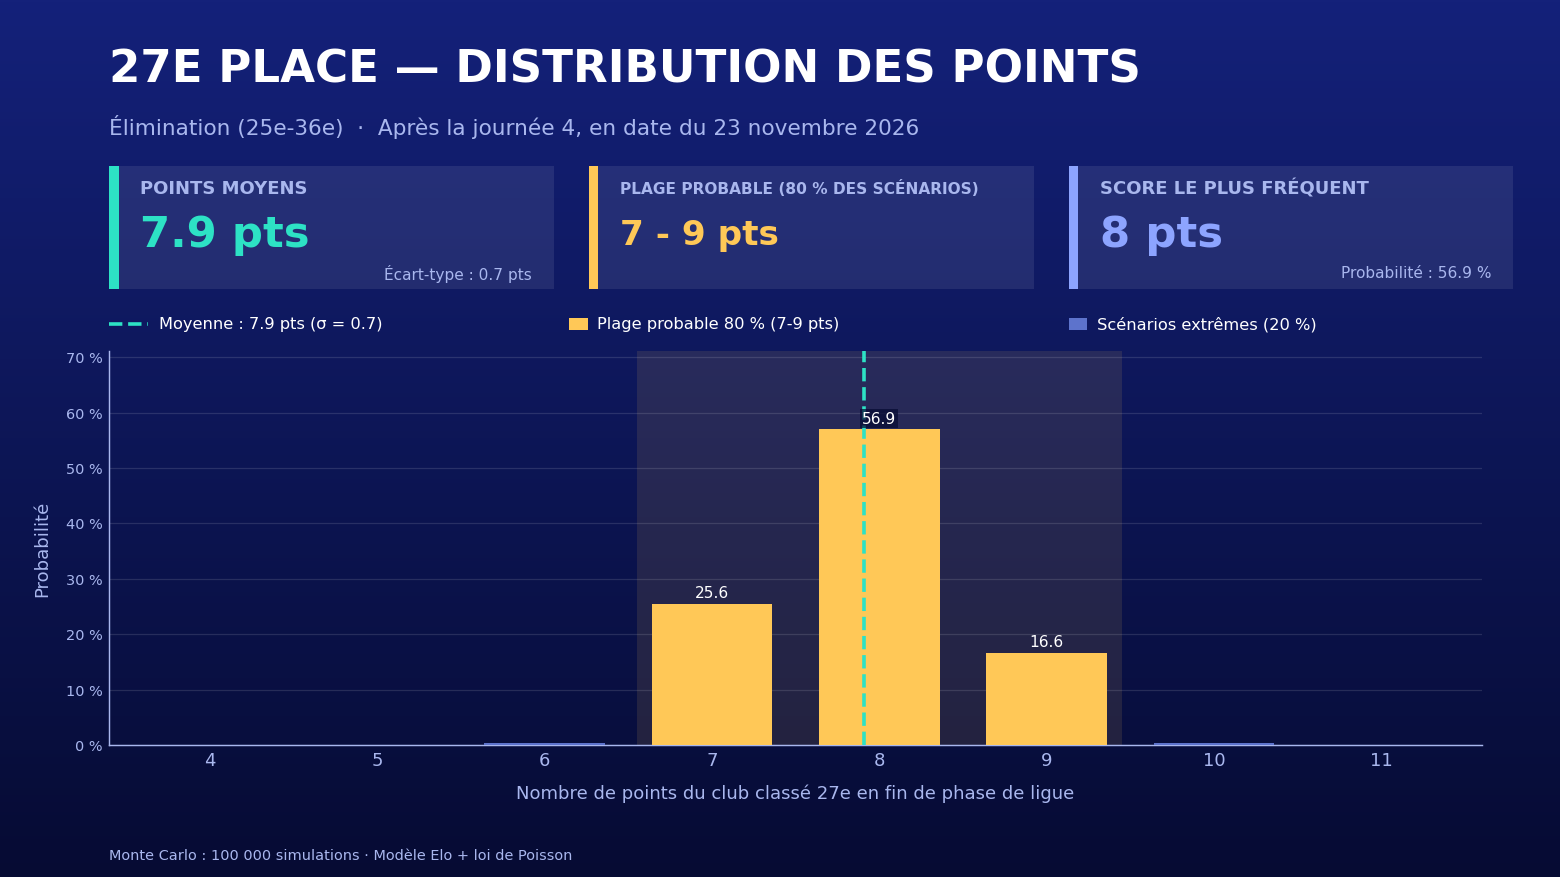 27E PLACE — DISTRIBUTION DES POINTS
Élimination (25e-36e) · Après la journée 4, en date du 23 novembre 2026
POINTS MOYENS
7.9 pts
Écart-type : 0.7 pts
PLAGE PROBABLE (80 % DES SCÉNARIOS)
7 - 9 pts
SCORE LE PLUS FRÉQUENT
8 pts
Probabilité : 56.9 %
Moyenne : 7.9 pts (σ = 0.7)
Plage probable 80 % (7-9 pts)
Scénarios extrêmes (20 %)
Probabilité
70 %
60 %
50 %
40 %
30 %
20 %
10 %
0 %
25.6
56.9
16.6
4 5 6 7 8 9 10 11
Nombre de points du club classé 27e en fin de phase de ligue
Monte Carlo : 100 000 simulations · Modèle Elo + loi de Poisson